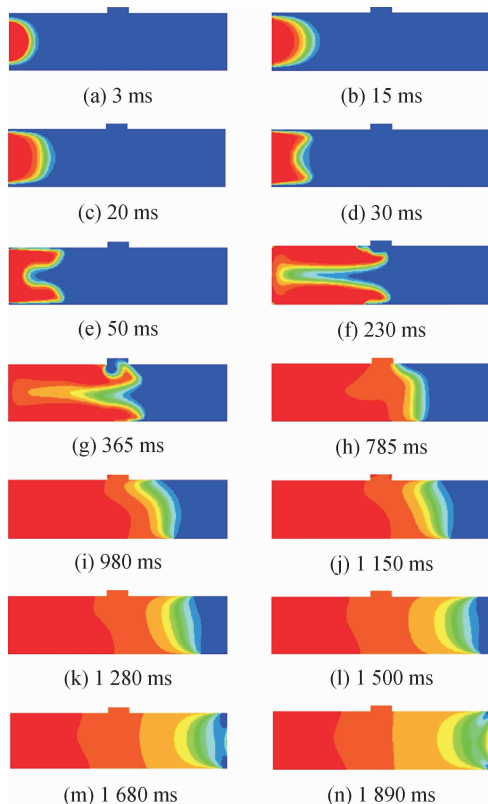 (a) 3 ms
(b) 15 ms
(c) 20 ms
(d) 30 ms
(e) 50 ms
(f) 230 ms
(g) 365 ms
(h) 785 ms
(i) 980 ms
(j) 1 150 ms
(k) 1 280 ms
(l) 1 500 ms
(m) 1 680 ms
(n) 1 890 ms